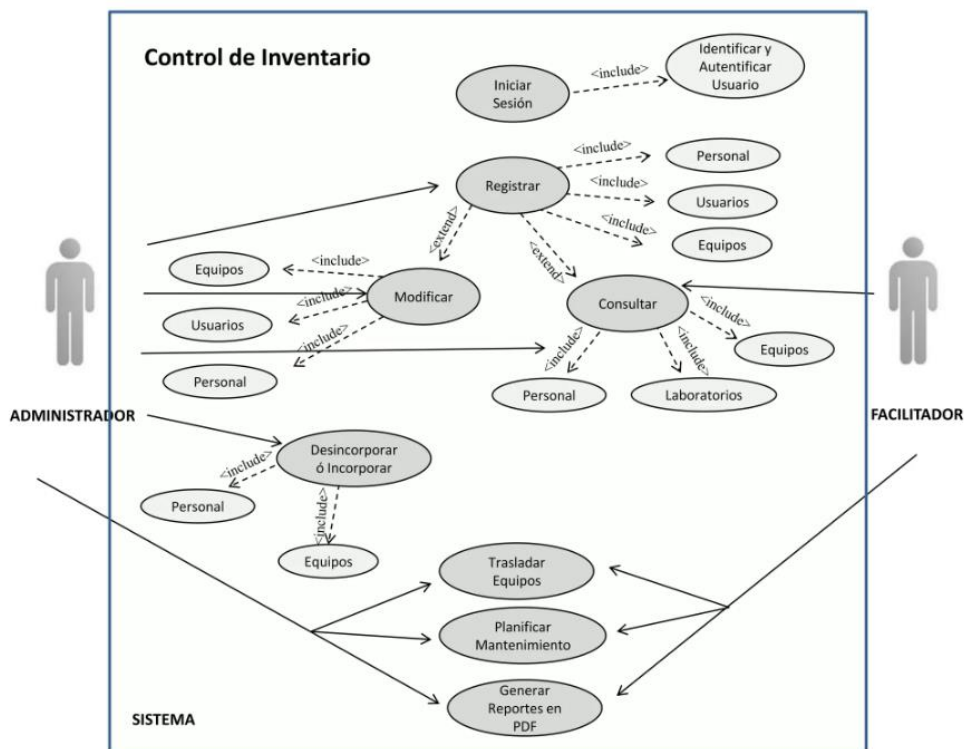 Control de Inventario
Identificar y
Autentificar
Usuario
<include>
Iniciar
Sesión
<include>
Personal
Registrar
<include>
Usuarios
<include>
Equipos
<extend>
<extend>
Equipos
<include>
Modificar
Consultar
<include>
Usuarios
<include>
<include>
Equipos
Personal
<include>
<include>
Personal
Laboratorios
ADMINISTRADOR
FACILITADOR
Desincorporar
ó Incorporar
<include>
Personal
<include>
Equipos
Trasladar
Equipos
Planificar
Mantenimiento
Generar
Reportes en
PDF
SISTEMA